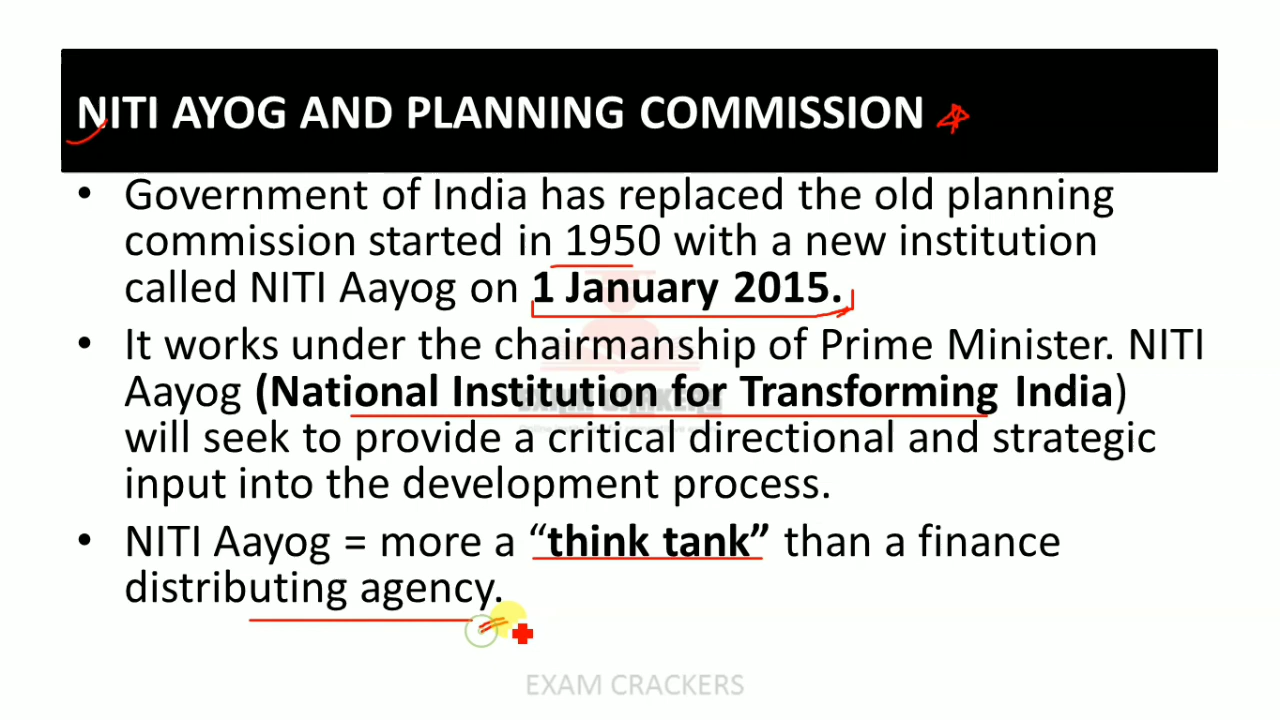 NITI AYOG AND PLANNING COMMISSION
• Government of India has replaced the old planning
commission started in 1950 with a new institution
called NITI Aayog on 1 January 2015.
• It works under the chairmanship of Prime Minister. NITI
Aayog (National Institution for Transforming India)
will seek to provide a critical directional and strategic
input into the development process.
• NITI Aayog = more a “think tank” than a finance
distributing agency.
EXAM CRACKERS
EXAM CRACKERS